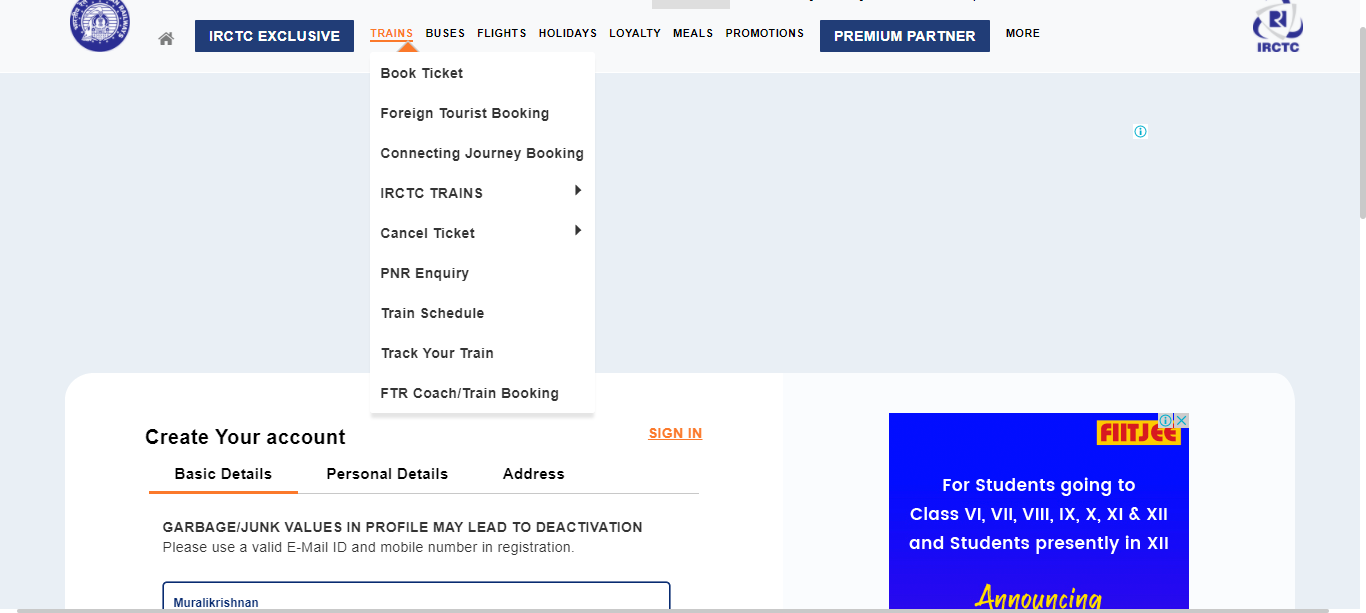 IRCTC EXCLUSIVE TRAINS BUSES FLIGHTS HOLIDAYS LOYALTY MEALS PROMOTIONS PREMIUM PARTNER MORE
IRCTC
Book Ticket
Foreign Tourist Booking
Connecting Journey Booking
IRCTC TRAINS
Cancel Ticket
PNR Enquiry
Train Schedule
Track Your Train
FTR Coach/Train Booking
Create Your account
SIGN IN
Basic Details Personal Details Address
GARBAGE/JUNK VALUES IN PROFILE MAY LEAD TO DEACTIVATION
Please use a valid E-Mail ID and mobile number in registration.
Muralikrishnan
FIITJEE
For Students going to
Class VI, VII, VIII, IX, X, XI & XII
and Students presently in XII
Announcing